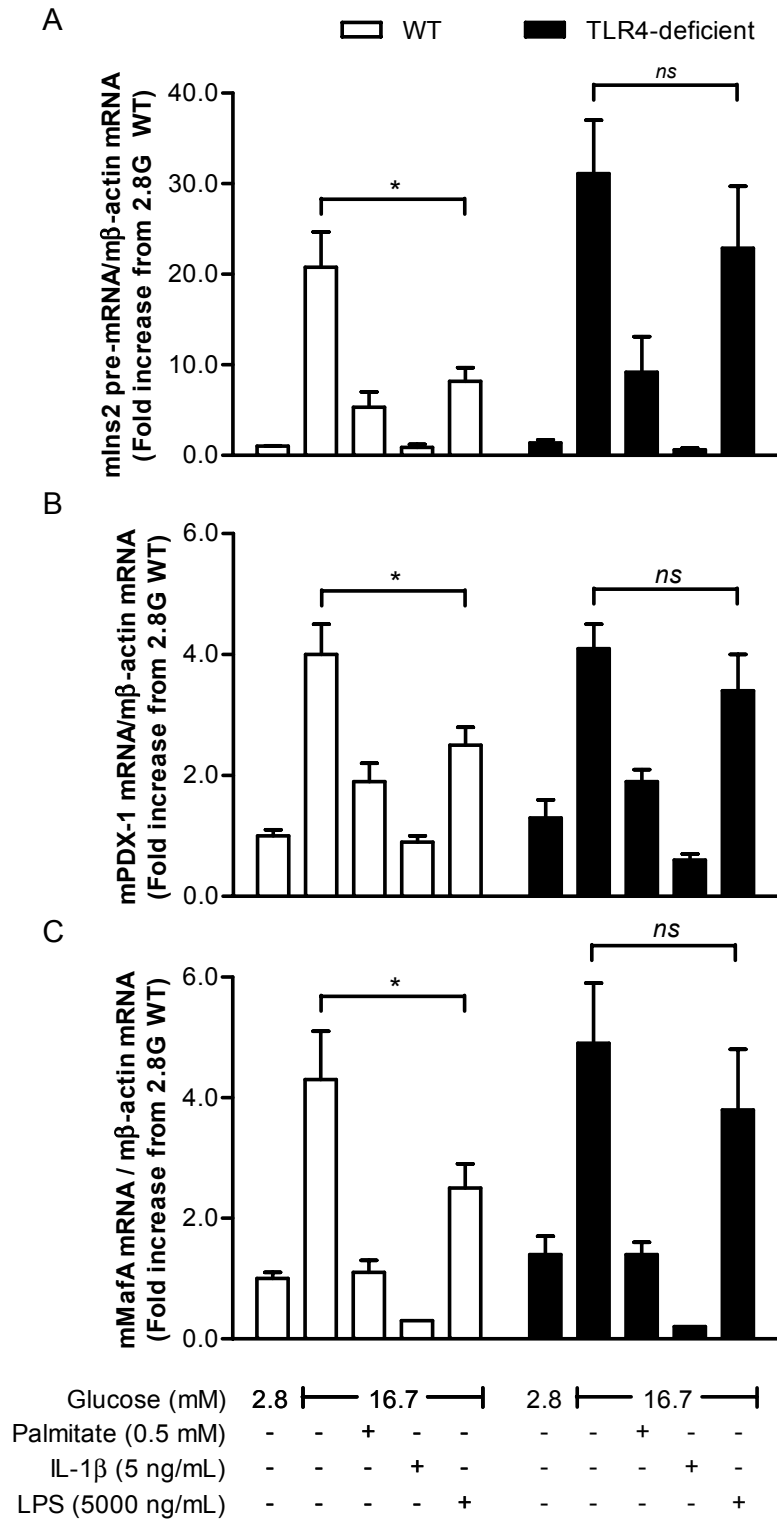 A
WT
TLR4-deficient
mIns2 pre-mRNA/mβ-actin mRNA
(Fold increase from 2.8G WT)
40.0
30.0
20.0
10.0
0.0
*
ns
B
mPDX-1 mRNA/mβ-actin mRNA
(Fold increase from 2.8G WT)
6.0
4.0
2.0
0.0
*
ns
C
mMafA mRNA / mβ-actin mRNA
(Fold increase from 2.8G WT)
6.0
4.0
2.0
0.0
*
ns
Glucose (mM) 2.8 16.7 2.8 16.7
Palmitate (0.5 mM) - - + - - - - + - -
IL-1β (5 ng/mL) - - - + - - - - + -
LPS (5000 ng/mL) - - - - + - - - - +